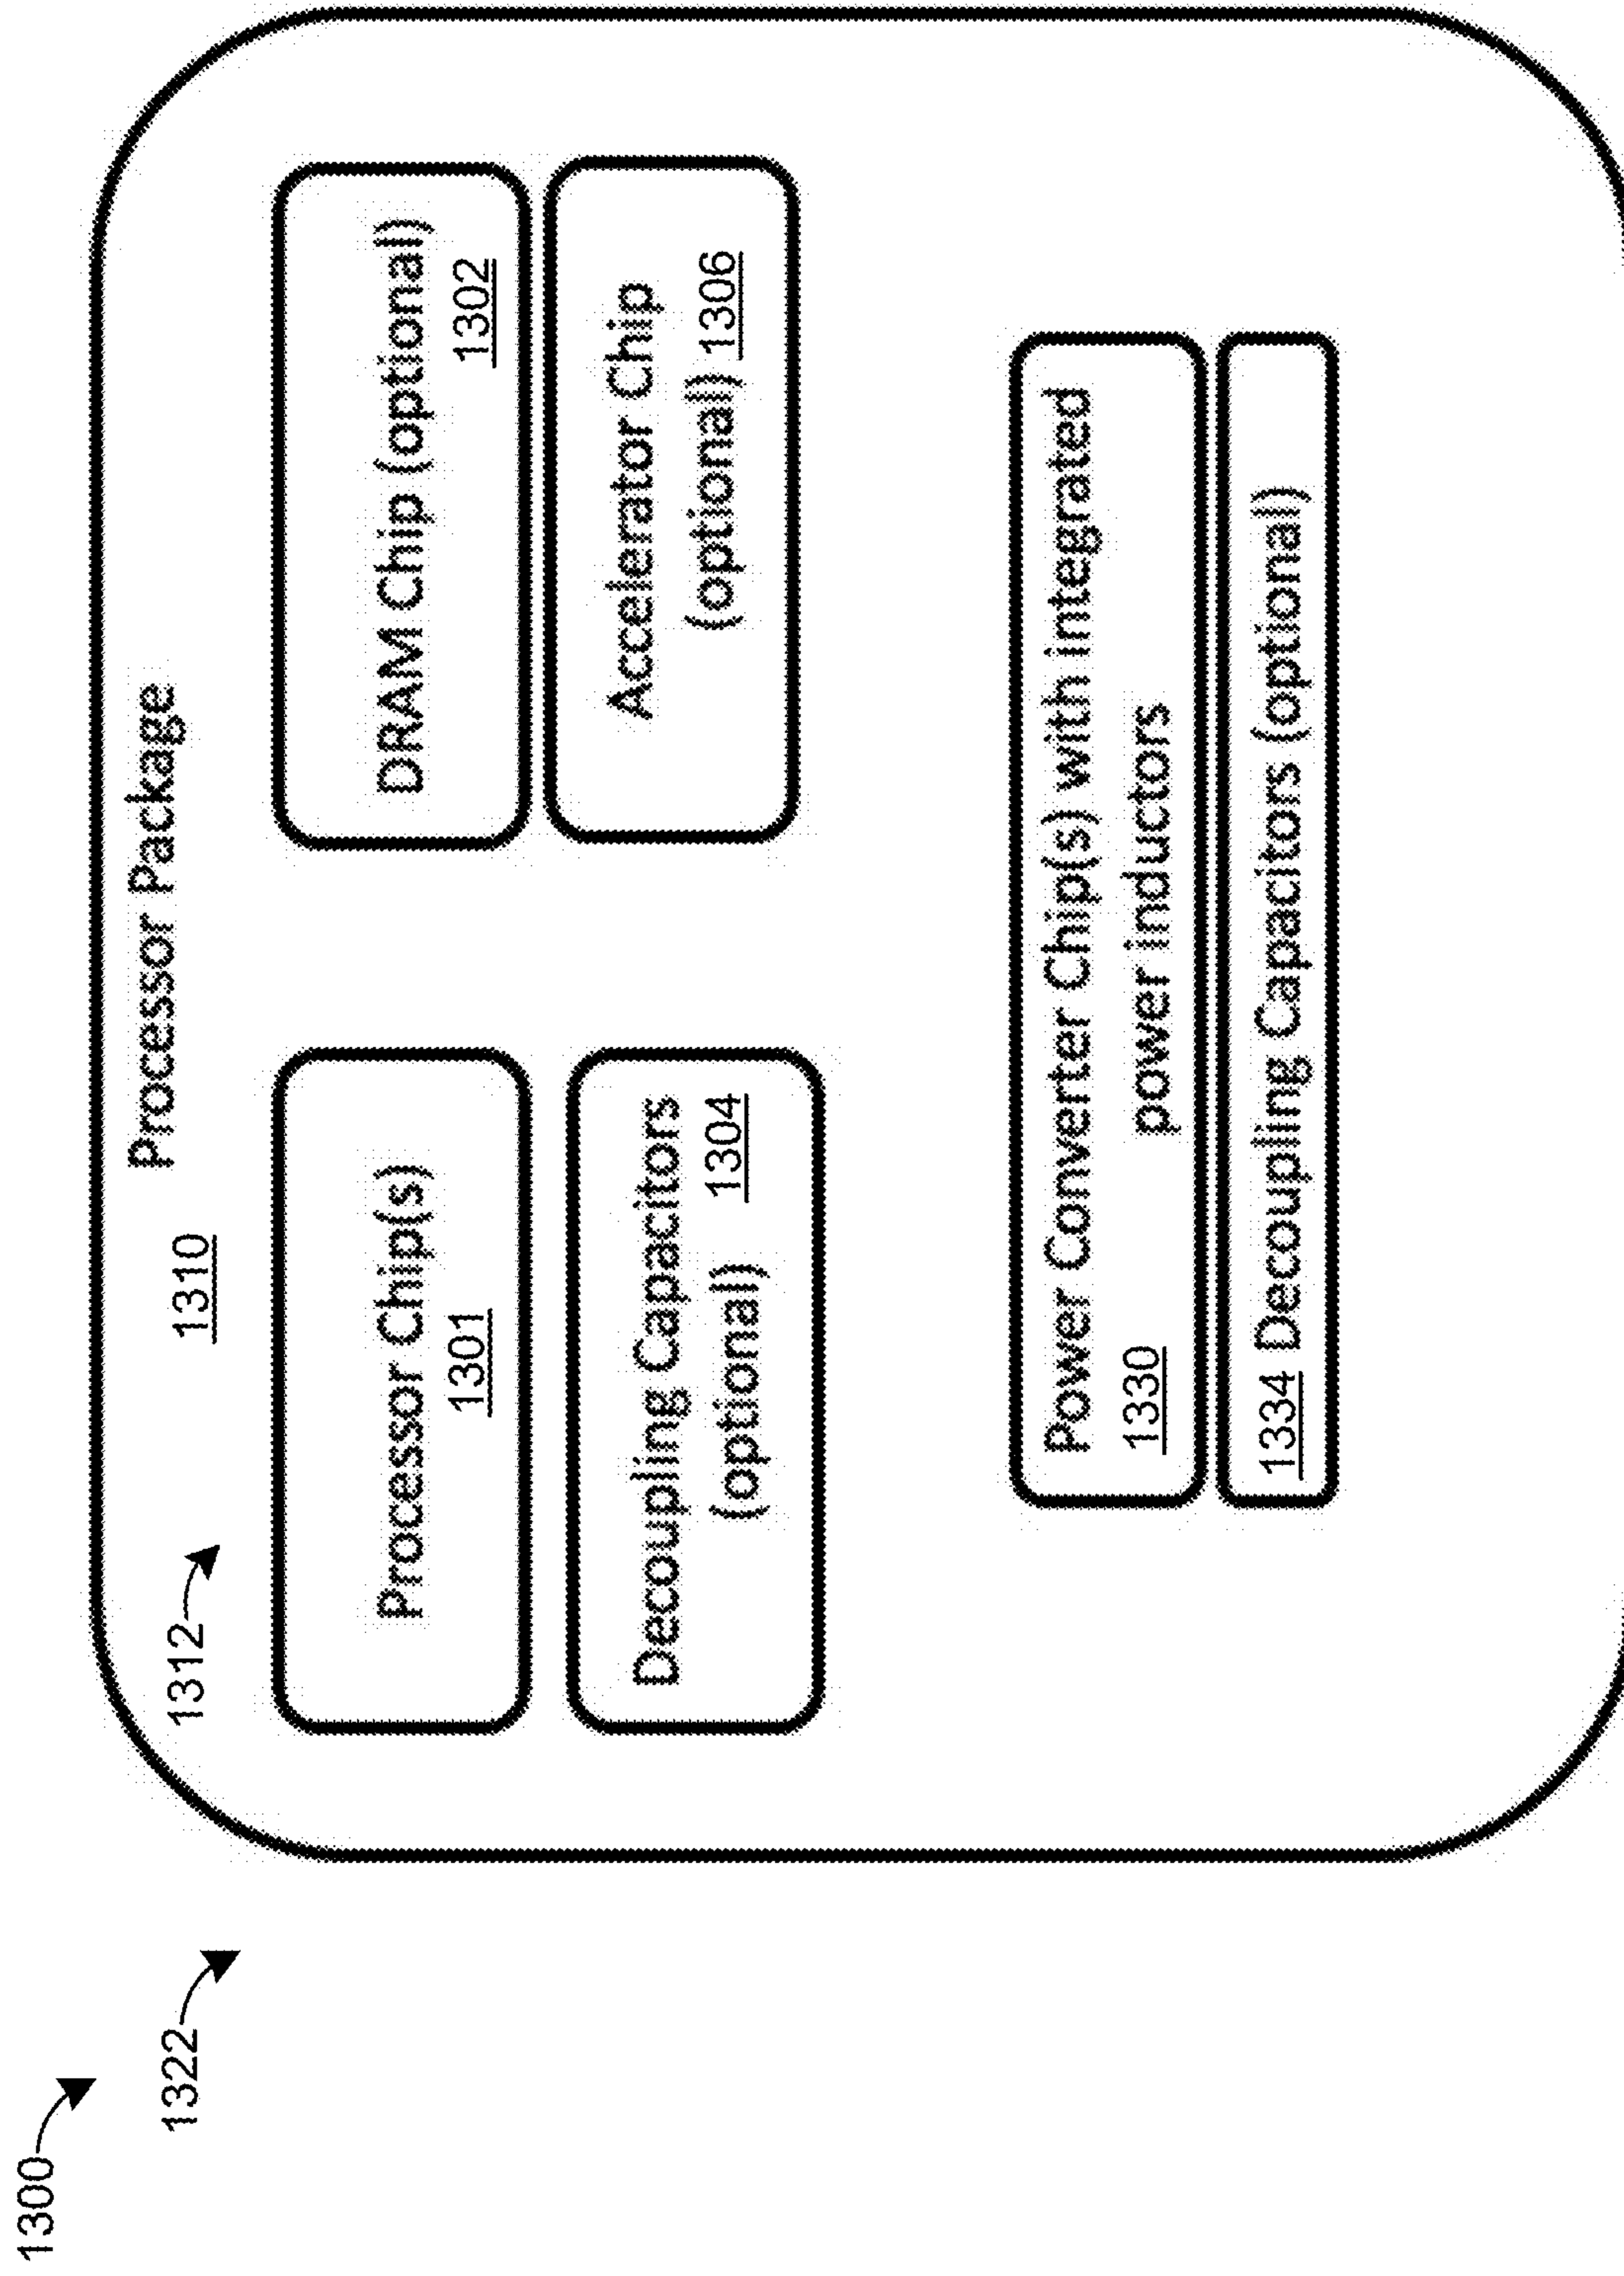 1300
1322
1312
1310
Processor Package
Processor Chip(s)
1301
DRAM Chip (optional)
1302
Decoupling Capacitors
(optional) 1304
Accelerator Chip
(optional) 1306
Power Converter Chip(s) with integrated
1330 power inductors
1334 Decoupling Capacitors (optional)